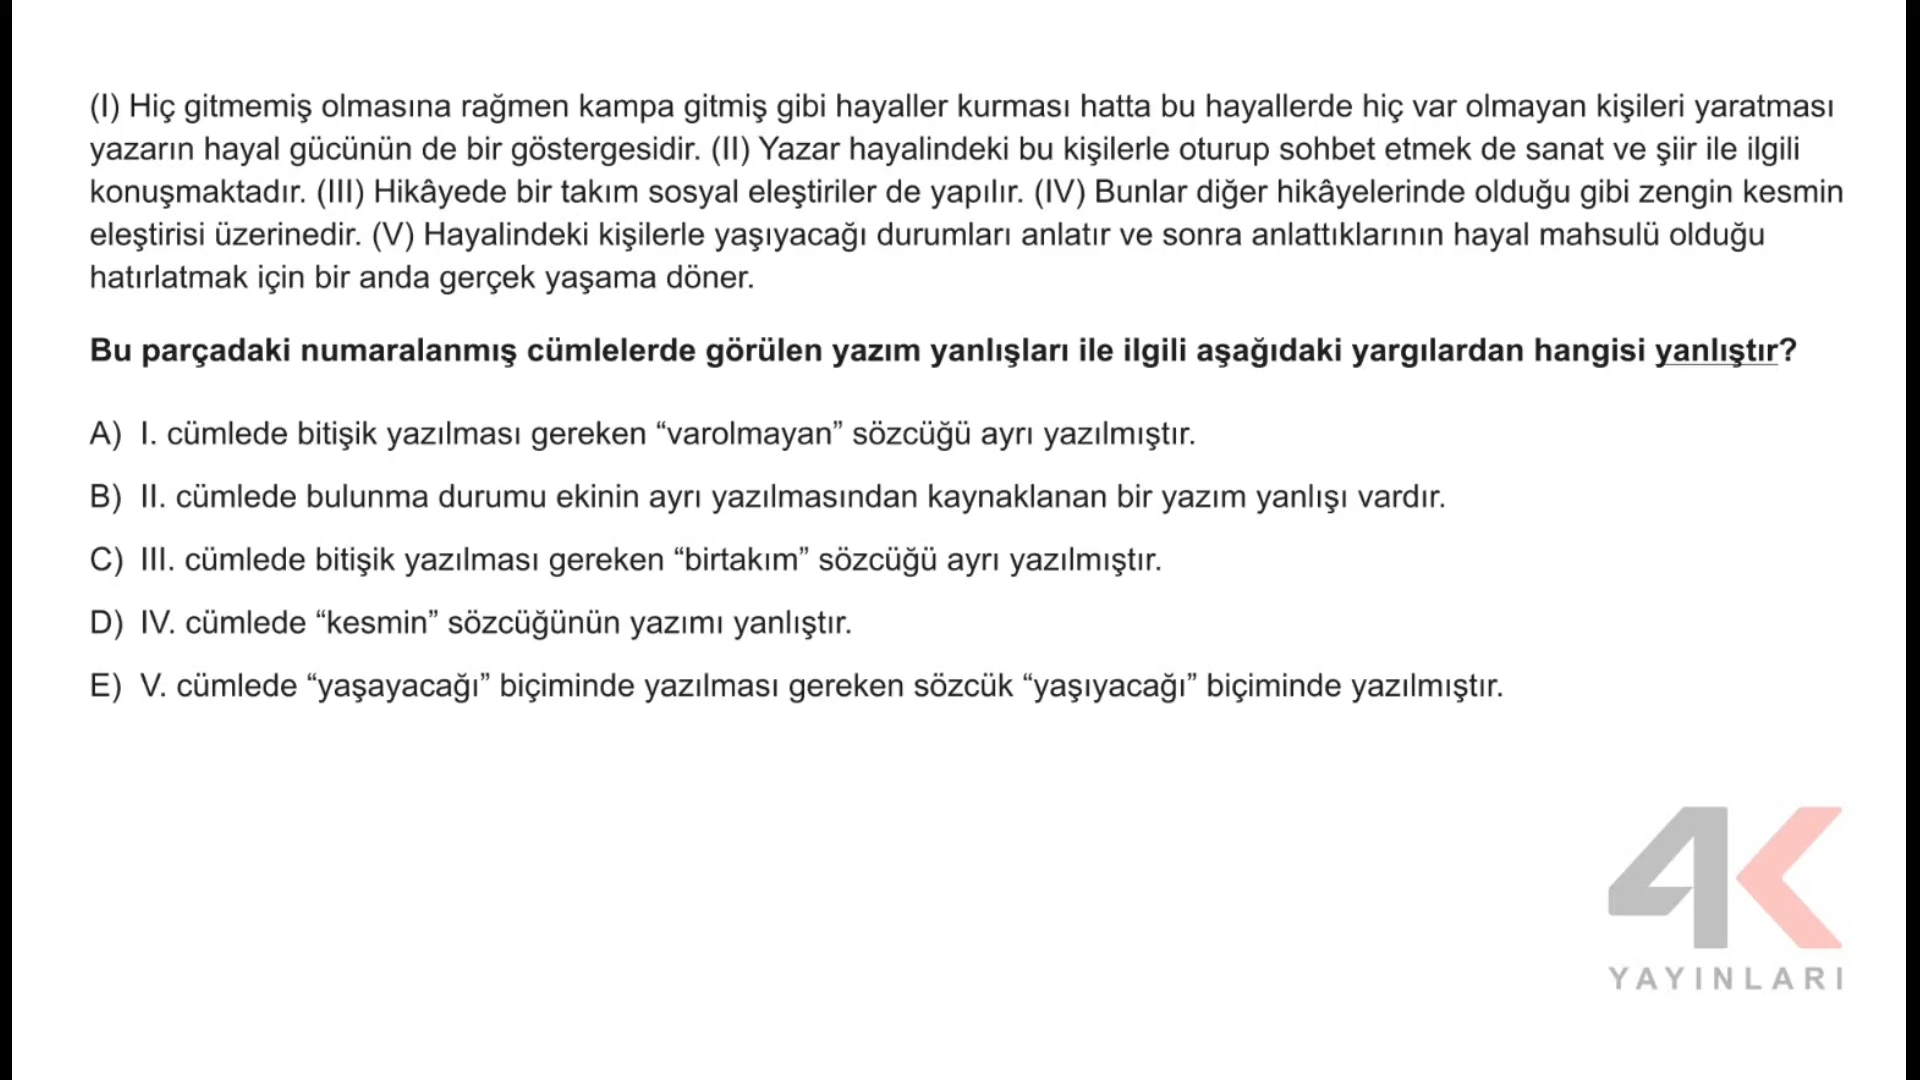 (I) Hiç gitmemiş olmasına rağmen kampa gitmiş gibi hayaller kurması hatta bu hayallerde hiç var olmayan kişileri yaratması
yazarın hayal gücünün de bir göstergesidir. (II) Yazar hayalindeki bu kişilerle oturup sohbet etmek de sanat ve şiir ile ilgili
konuşmaktadır. (III) Hikâyede bir takım sosyal eleştiriler de yapılır. (IV) Bunlar diğer hikâyelerinde olduğu gibi zengin kesmin
eleştirisi üzerinedir. (V) Hayalindeki kişilerle yaşıyacağı durumları anlatır ve sonra anlattıklarının hayal mahsulü olduğu
hatırlatmak için bir anda gerçek yaşama döner.
Bu parçadaki numaralanmış cümlelerde görülen yazım yanlışları ile ilgili aşağıdaki yargılardan hangisi yanlıştır?
A) I. cümlede bitişik yazılması gereken “varolmayan” sözcüğü ayrı yazılmıştır.
B) II. cümlede bulunma durumu ekinin ayrı yazılmasından kaynaklanan bir yazım yanlışı vardır.
C) III. cümlede bitişik yazılması gereken “birtakım” sözcüğü ayrı yazılmıştır.
D) IV. cümlede “kesmin” sözcüğünün yazımı yanlıştır.
E) V. cümlede “yaşayacağı” biçiminde yazılması gereken sözcük “yaşıyacağı” biçiminde yazılmıştır.
4K
YAYINLARI